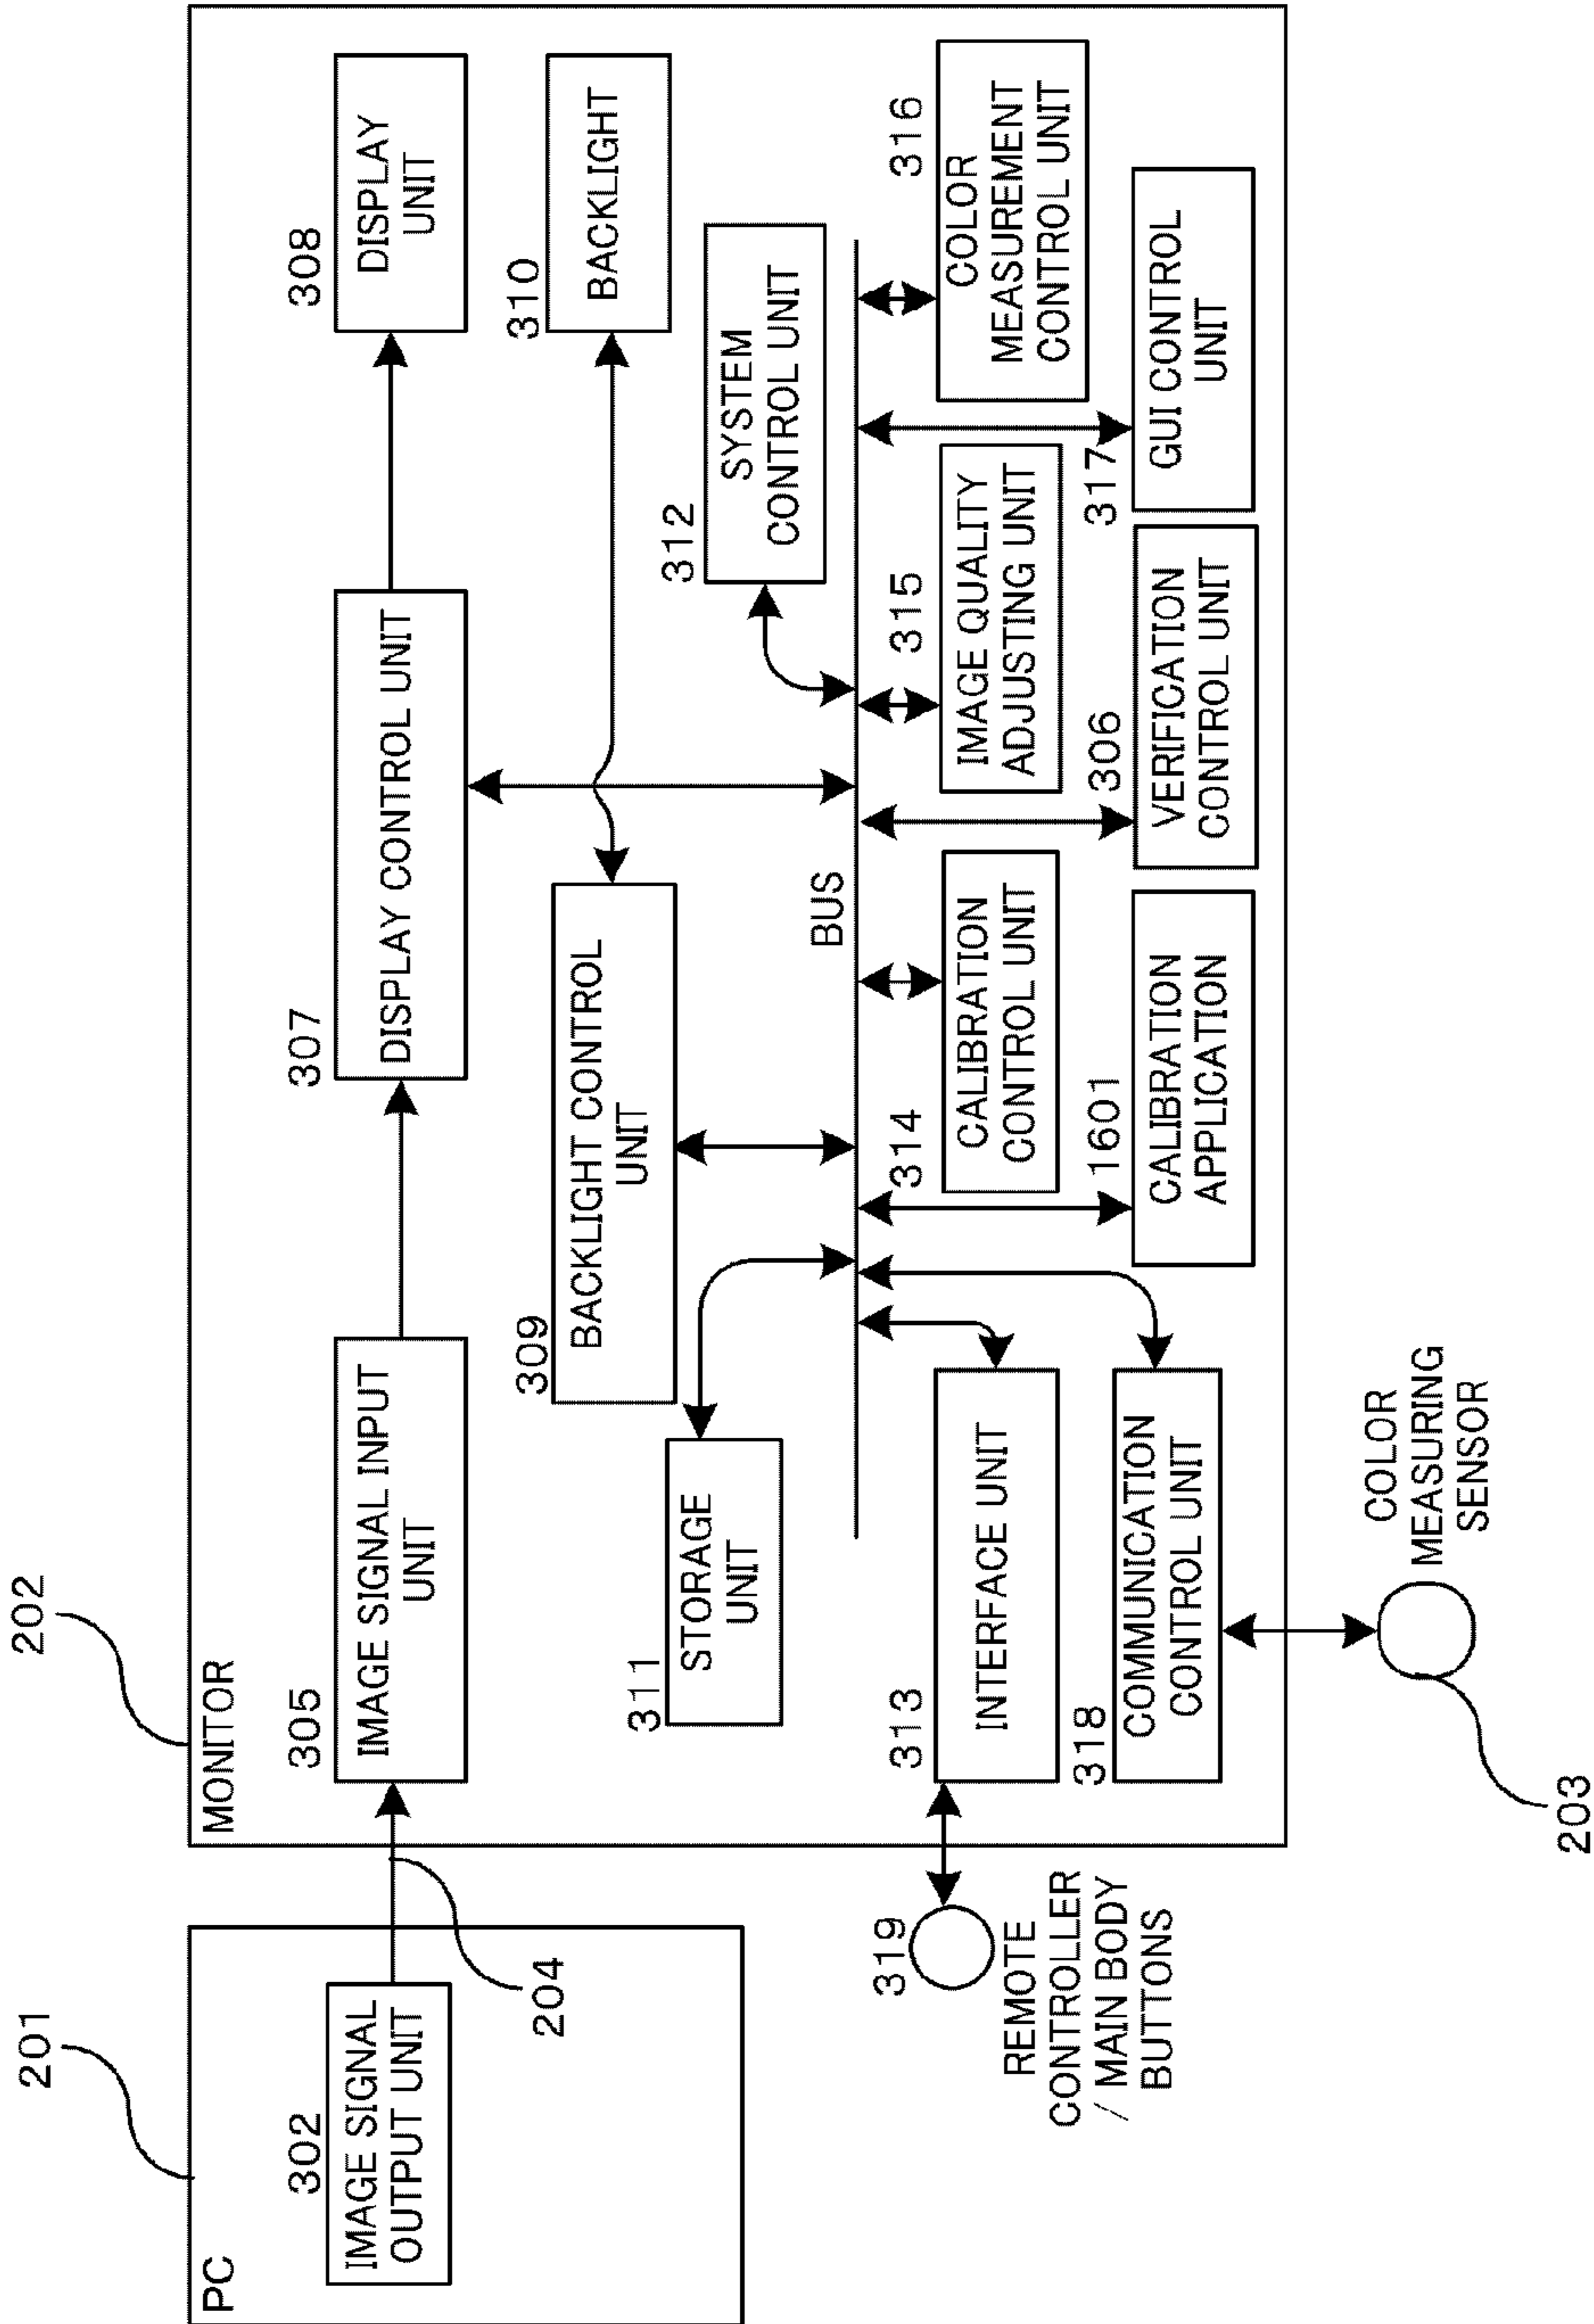 201
PC
302
IMAGE SIGNAL
OUTPUT UNIT
204
202
MONITOR
305
IMAGE SIGNAL INPUT
UNIT
307
DISPLAY CONTROL UNIT
308
DISPLAY
UNIT
309
BACKLIGHT CONTROL
UNIT
310
BACKLIGHT
311
STORAGE
UNIT
312
SYSTEM
CONTROL UNIT
BUS
313
INTERFACE UNIT
314
CALIBRATION
CONTROL UNIT
315
IMAGE QUALITY
ADJUSTING UNIT
316
COLOR
MEASUREMENT
CONTROL UNIT
318
COMMUNICATION
CONTROL UNIT
1601
CALIBRATION
APPLICATION
306
VERIFICATION
CONTROL UNIT
317
GUI CONTROL
UNIT
319
REMOTE
CONTROLLER
/ MAIN BODY
BUTTONS
COLOR
MEASURING
SENSOR
203